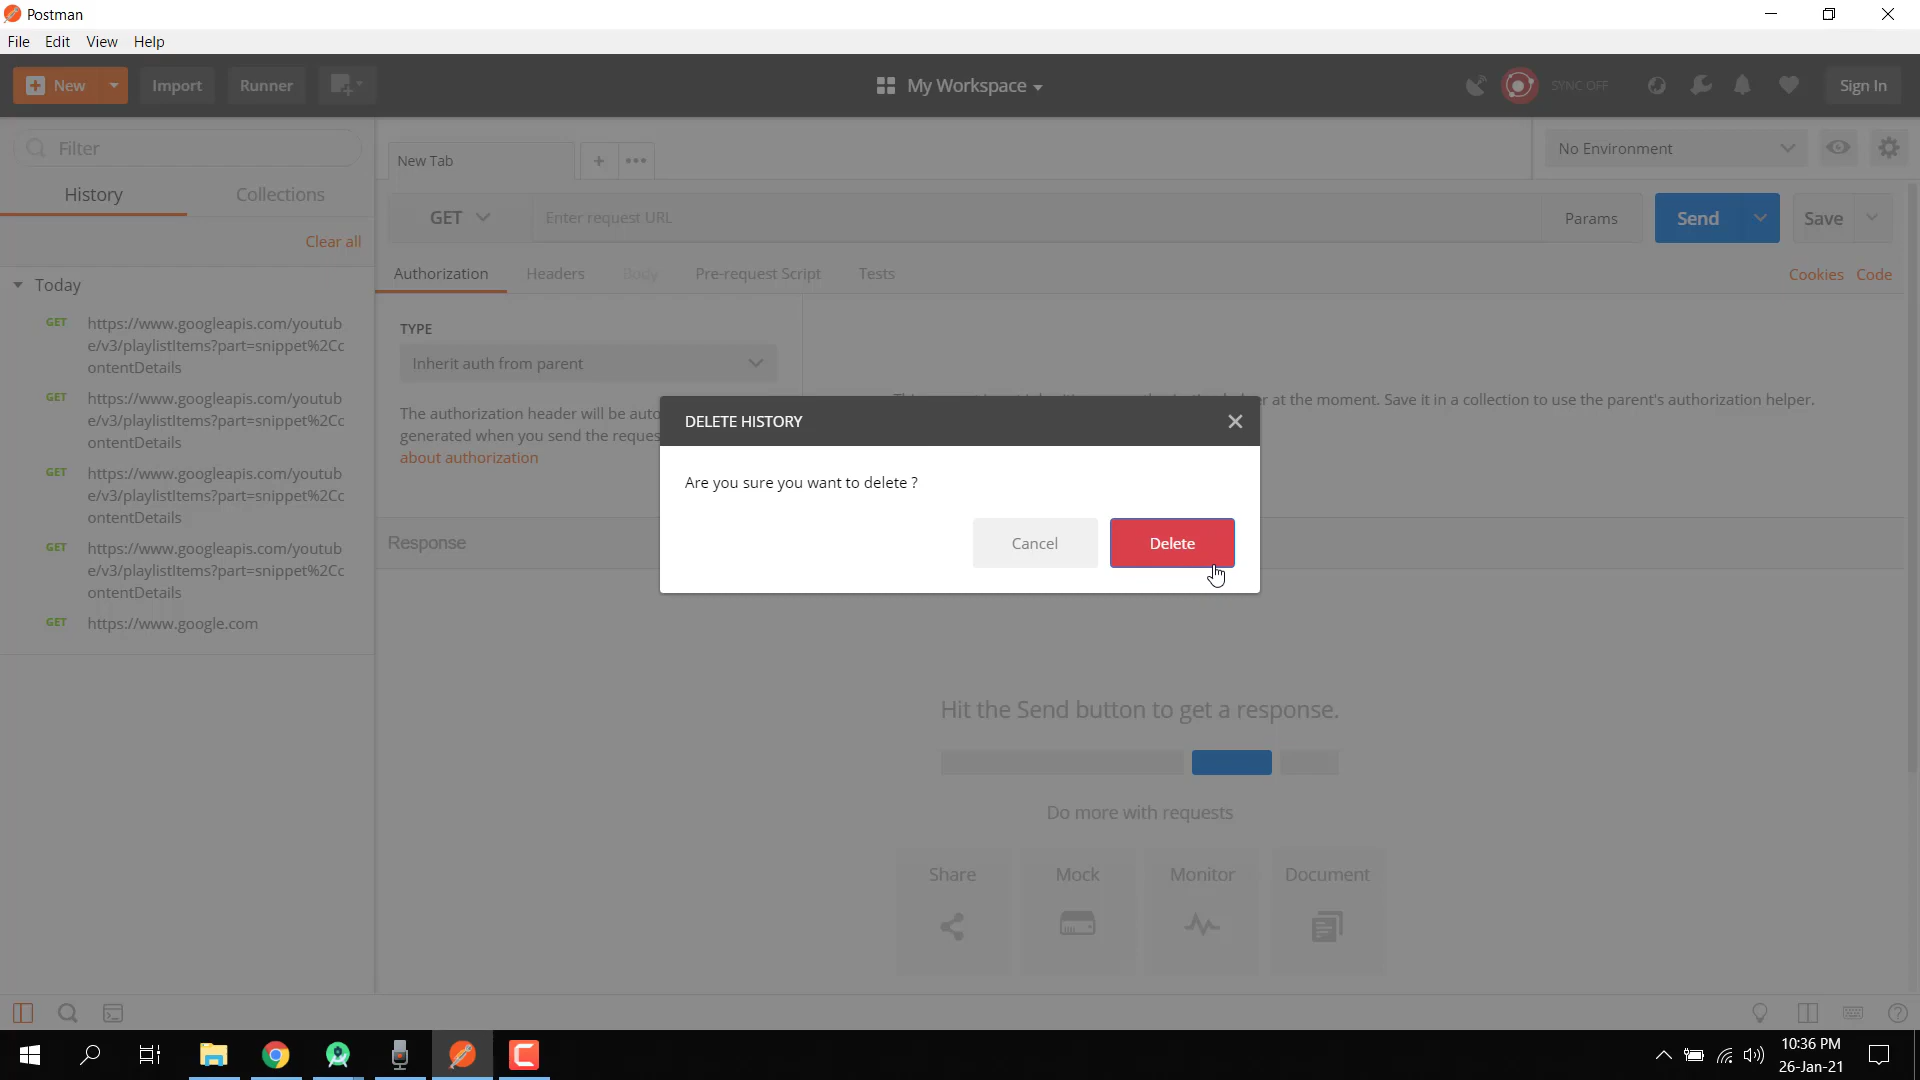 Postman
File Edit View Help
New Import Runner My Workspace SYNC OFF Sign In
Filter
New Tab
No Environment
History Collections
GET Enter request URL Params Send Save
Clear all
Authorization Headers Body Pre-request Script Tests Cookies Code
Today
GET https://www.googleapis.com/youtub
e/v3/playlistItems?part=snippet%2Cc
ontentDetails
GET https://www.googleapis.com/youtub
e/v3/playlistItems?part=snippet%2Cc
ontentDetails
GET https://www.googleapis.com/youtub
e/v3/playlistItems?part=snippet%2Cc
ontentDetails
GET https://www.googleapis.com/youtub
e/v3/playlistItems?part=snippet%2Cc
ontentDetails
GET https://www.google.com
TYPE
Inherit auth from parent
The authorization header will be auto
generated when you send the reques
about authorization
at the moment. Save it in a collection to use the parent's authorization helper.
DELETE HISTORY
Are you sure you want to delete ?
Cancel Delete
Response
Hit the Send button to get a response.
Do more with requests
Share Mock Monitor Document
10:36 PM
26-Jan-21